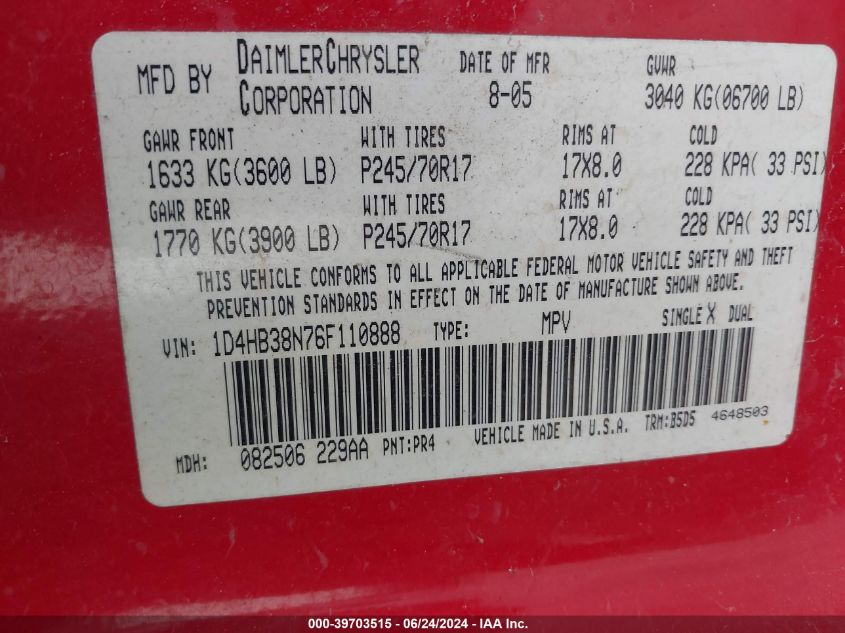 MFD BY DAIMLERCHRYSLER CORPORATION DATE OF MFR 8-05 GVWR 3040 KG(06700 LB)
GAWR FRONT WITH TIRES RIMS AT COLD
1633 KG(3600 LB) P245/70R17 17X8.0 228 KPA( 33 PSI)
GAWR REAR WITH TIRES RIMS AT COLD
1770 KG(3900 LB) P245/70R17 17X8.0 228 KPA( 33 PSI)
THIS VEHICLE CONFORMS TO ALL APPLICABLE FEDERAL MOTOR VEHICLE SAFETY AND THEFT
PREVENTION STANDARDS IN EFFECT ON THE DATE OF MANUFACTURE SHOWN ABOVE.
VIN: 1D4HB38N76F110888 TYPE: MPV SINGLE X DUAL
MDH: 082506 229AA PNT:PR4 VEHICLE MADE IN U.S.A. TRM:B5D5 4648503
000-39703515 - 06/24/2024 - IAA Inc.